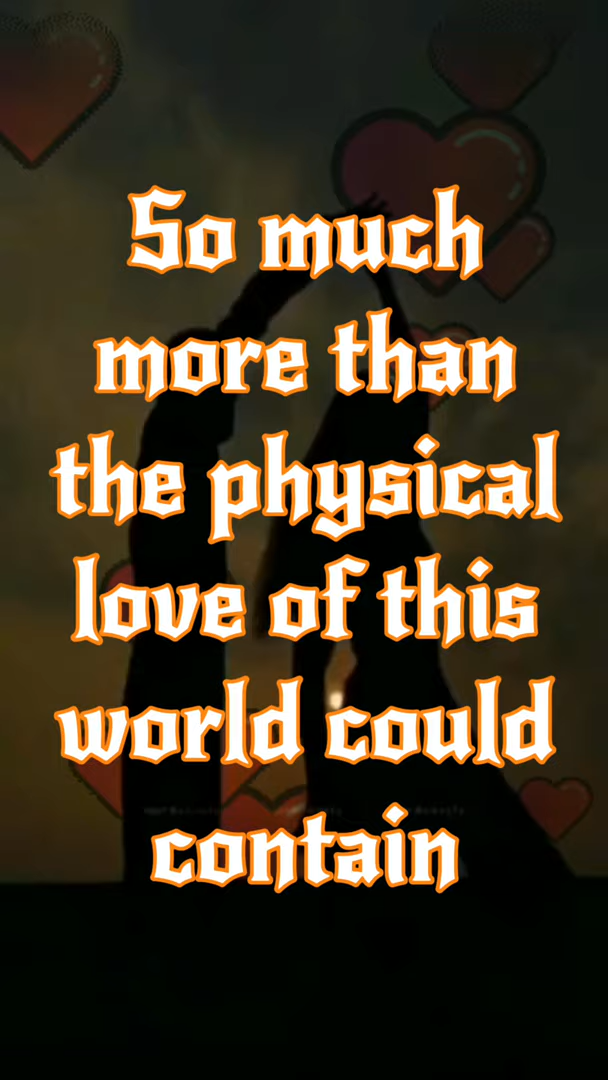 So much
more than
the physical
love of this
world could
contain